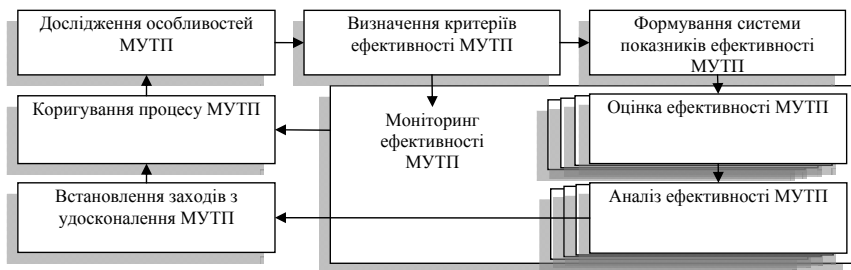 Дослідження особливостей
МУТП
Визначення критеріїв
ефективності МУТП
Формування системи
показників ефективності
МУТП
Коригування процесу МУТП
Моніторинг
ефективності
МУТП
Оцінка ефективності МУТП
Встановлення заходів з
удосконалення МУТП
Аналіз ефективності МУТП